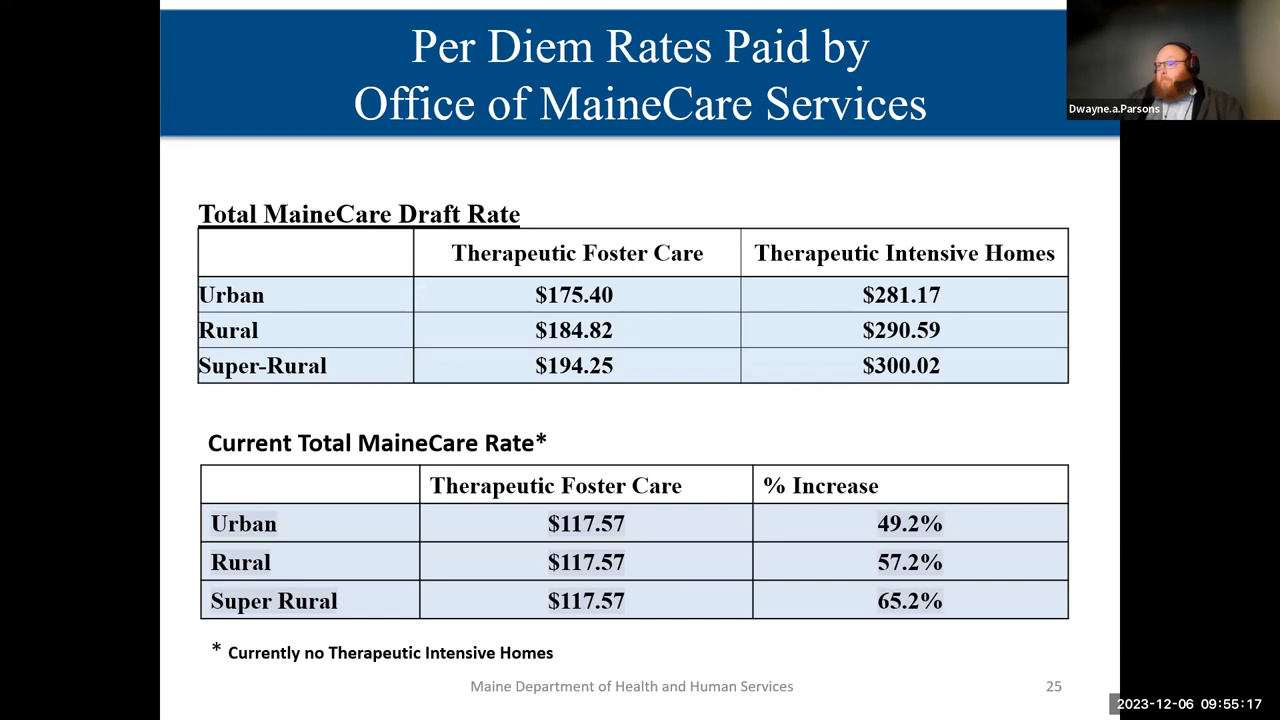 Per Diem Rates Paid by
Office of MaineCare Services
Dwayne.a.Parsons
Total MaineCare Draft Rate
Therapeutic Foster Care Therapeutic Intensive Homes
Urban $175.40 $281.17
Rural $184.82 $290.59
Super-Rural $194.25 $300.02
Current Total MaineCare Rate*
Therapeutic Foster Care % Increase
Urban $117.57 49.2%
Rural $117.57 57.2%
Super Rural $117.57 65.2%
* Currently no Therapeutic Intensive Homes
Maine Department of Health and Human Services 25
2023-12-06 09:55:17